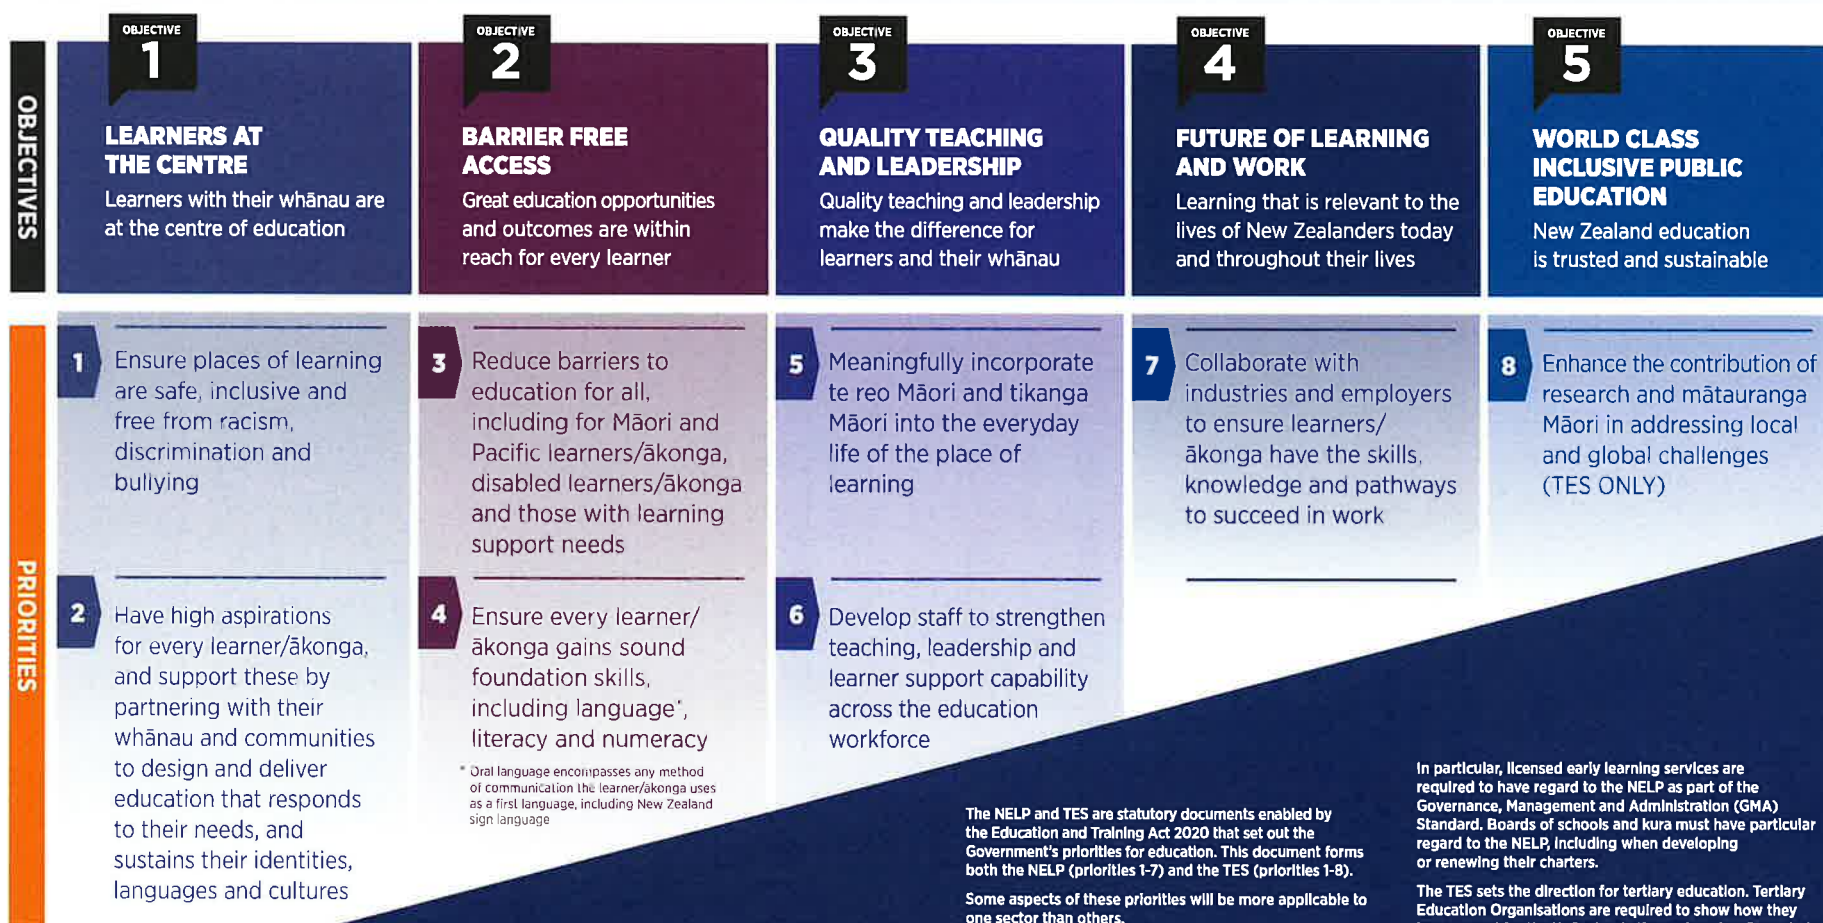 OBJECTIVES
OBJECTIVE
1
LEARNERS AT
THE CENTRE
Learners with their whānau are
at the centre of education
OBJECTIVE
2
BARRIER FREE
ACCESS
Great education opportunities
and outcomes are within
reach for every learner
OBJECTIVE
3
QUALITY TEACHING
AND LEADERSHIP
Quality teaching and leadership
make the difference for
learners and their whānau
OBJECTIVE
4
FUTURE OF LEARNING
AND WORK
Learning that is relevant to the
lives of New Zealanders today
and throughout their lives
OBJECTIVE
5
WORLD CLASS
INCLUSIVE PUBLIC
EDUCATION
New Zealand education
is trusted and sustainable
PRIORITIES
1
Ensure places of learning
are safe, inclusive and
free from racism,
discrimination and
bullying
2
Have high aspirations
for every learner/ākonga,
and support these by
partnering with their
whānau and communities
to design and deliver
education that responds
to their needs, and
sustains their identities,
languages and cultures
3
Reduce barriers to
education for all,
including for Māori and
Pacific learners/ākonga,
disabled learners/ākonga
and those with learning
support needs
4
Ensure every learner/
ākonga gains sound
foundation skills,
including language*,
literacy and numeracy
* Oral language encompasses any method
of communication the learner/ākonga uses
as a first language, including New Zealand
sign language
5
Meaningfully incorporate
te reo Māori and tikanga
Māori into the everyday
life of the place of
learning
6
Develop staff to strengthen
teaching, leadership and
learner support capability
across the education
workforce
7
Collaborate with
industries and employers
to ensure learners/
ākonga have the skills,
knowledge and pathways
to succeed in work
8
Enhance the contribution of
research and mātauranga
Māori in addressing local
and global challenges
(TES ONLY)
The NELP and TES are statutory documents enabled by
the Education and Training Act 2020 that set out the
Government's priorities for education. This document forms
both the NELP (priorities 1-7) and the TES (priorities 1-8).
Some aspects of these priorities will be more applicable to
one sector than others.
In particular, licensed early learning services are
required to have regard to the NELP as part of the
Governance, Management and Administration (GMA)
Standard. Boards of schools and kura must have particular
regard to the NELP, including when developing
or renewing their charters.
The TES sets the direction for tertiary education. Tertiary
Education Organisations are required to show how they